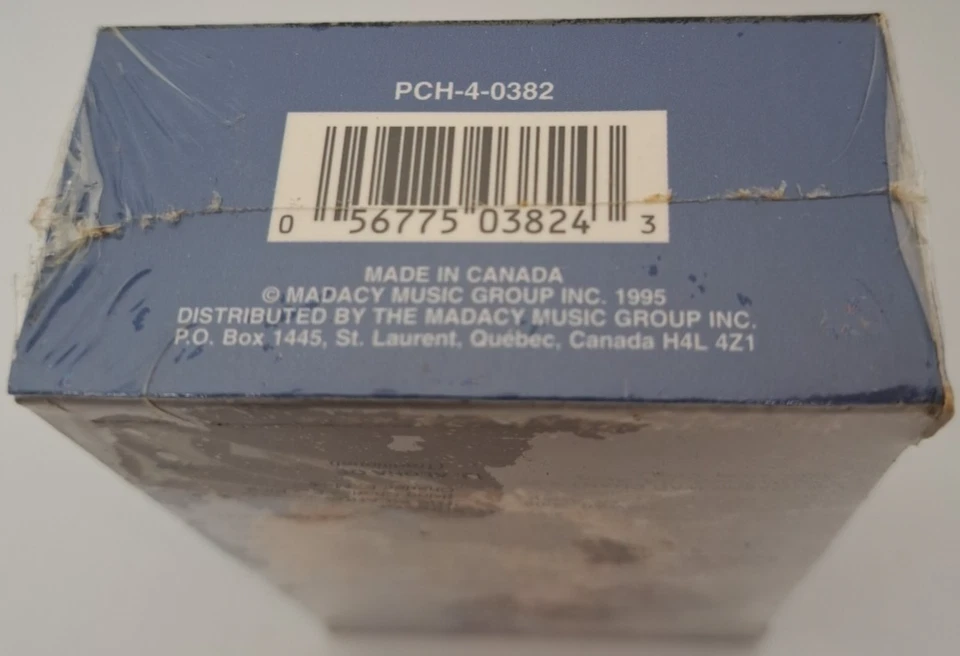 PCH-4-0382
0 56775 03824 3
MADE IN CANADA
© MADACY MUSIC GROUP INC. 1995
DISTRIBUTED BY THE MADACY MUSIC GROUP INC.
P.O. Box 1445, St. Laurent, Québec, Canada H4L 4Z1